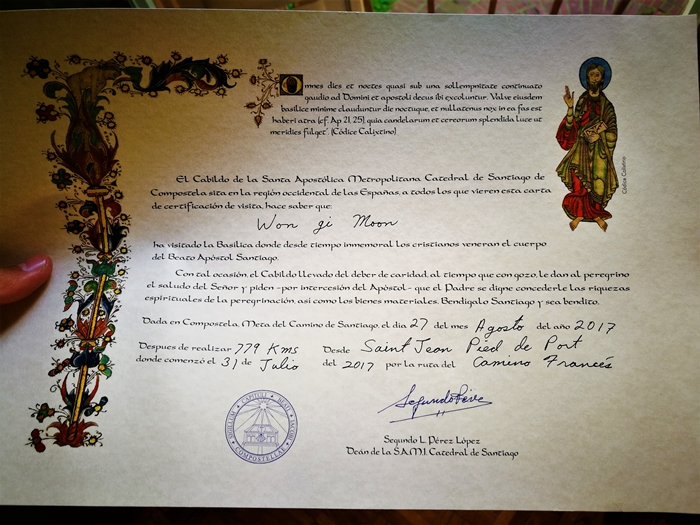 Omnes dies et noctes quasi sub una sollempnitate continuato
gaudio ad Domini et apostoli decus ibi excoluntur. Valve eiusdem
basilice minime clauduntur die noctuque, et nullatenus nox in ea fas est
haberi atra [cf. Ap 21, 25], quia candelarum et cereorum splendida luce ut
meridies fulget". (Códice Calixtino)
Códice Calixtino
El Cabildo de la Santa Apostólica Metropolitana Catedral de Santiago de
Compostela sita en la región occidental de las Españas, a todos los que vieren esta carta
de certificación de visita, hace saber que:
Won gi Moon
ha visitado la Basílica donde desde tiempo inmemorial los cristianos veneran el cuerpo
del Beato Apóstol Santiago.
Con tal ocasión, el Cabildo llevado del deber de caridad, al tiempo que con gozo, le dan al peregrino
el saludo del Señor y piden -por intercesión del Apóstol- que el Padre se digne concederle las riquezas
espirituales de la peregrinación, así como los bienes materiales. Bendígalo Santiago y sea bendito.
Dada en Compostela, Meta del Camino de Santiago, el día 27 del mes Agosto del año 2017
Despues de realizar 779 Kms Desde Saint Jean Pied de Port
donde comenzó el 31 de Julio del 2017 por la ruta del Camino Francés
SIGILLUM CAPITULI BEATI IACOBI COMPOSTELLAE
Segundo Pérez
Segundo L. Pérez López
Deán de la S.A.M.I. Catedral de Santiago